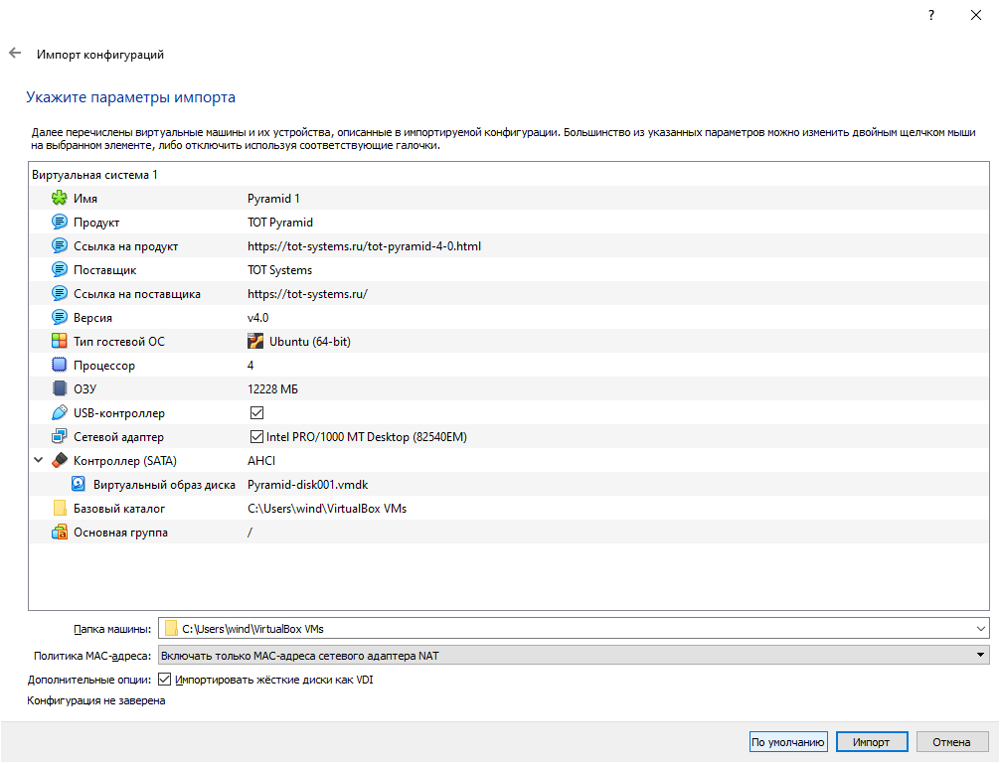 ?
Импорт конфигураций
Укажите параметры импорта
Далее перечислены виртуальные машины и их устройства, описанные в импортируемой конфигурации. Большинство из указанных параметров можно изменить двойным щелчком мыши
на выбранном элементе, либо отключить используя соответствующие галочки.
Виртуальная система 1
Имя Pyramid 1
Продукт TOT Pyramid
Ссылка на продукт https://tot-systems.ru/tot-pyramid-4-0.html
Поставщик TOT Systems
Ссылка на поставщика https://tot-systems.ru/
Версия v4.0
Тип гостевой ОС Ubuntu (64-bit)
Процессор 4
ОЗУ 12228 МБ
USB-контроллер
Сетевой адаптер Intel PRO/1000 MT Desktop (82540EM)
Контроллер (SATA) AHCI
Виртуальный образ диска Pyramid-disk001.vmdk
Базовый каталог C:\Users\wind\VirtualBox VMs
Основная группа /
Папка машины: C:\Users\wind\VirtualBox VMs
Политика MAC-адреса: Включать только MAC-адреса сетевого адаптера NAT
Дополнительные опции: Импортировать жёсткие диски как VDI
Конфигурация не заверена
По умолчанию Импорт Отмена